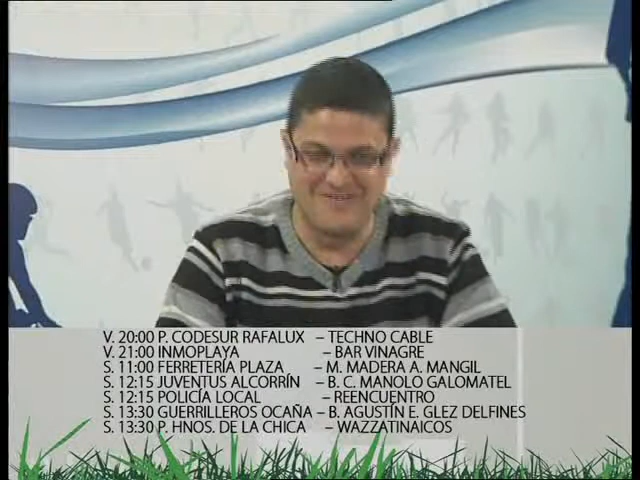 V. 20:00 P. CODESUR RAFALUX – TECHNO CABLE
V. 21:00 INMOPLAYA – BAR VINAGRE
S. 11:00 FERRETERÍA PLAZA – M. MADERA A. MANGIL
S. 12:15 JUVENTUS ALCORRÍN – B. C. MANOLO GALOMATEL
S. 12:15 POLICÍA LOCAL – REENCUENTRO
S. 13:30 GUERRILLEROS OCAÑA – B. AGUSTÍN E. GLEZ DELFINES
S. 13:30 P. HNOS. DE LA CHICA – WAZZATINAICOS